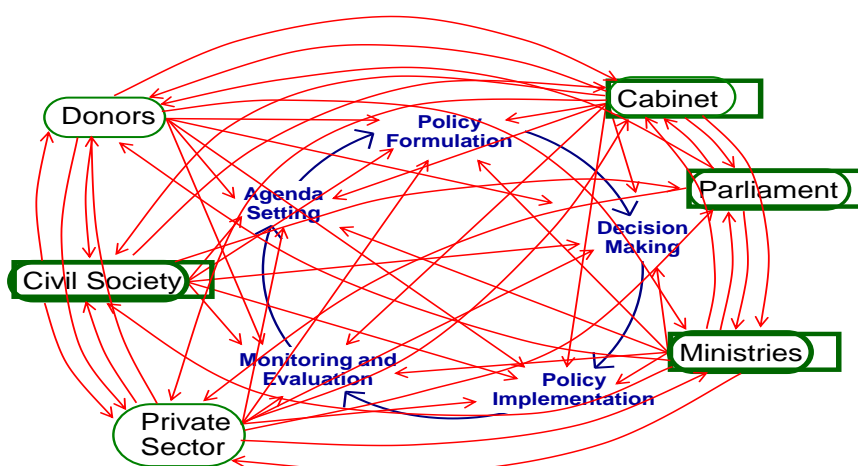 Donors
Cabinet
Policy
Formulation
Agenda
Setting
Parliament
Decision
Making
Civil Society
Monitoring and
Evaluation
Ministries
Policy
Implementation
Private
Sector